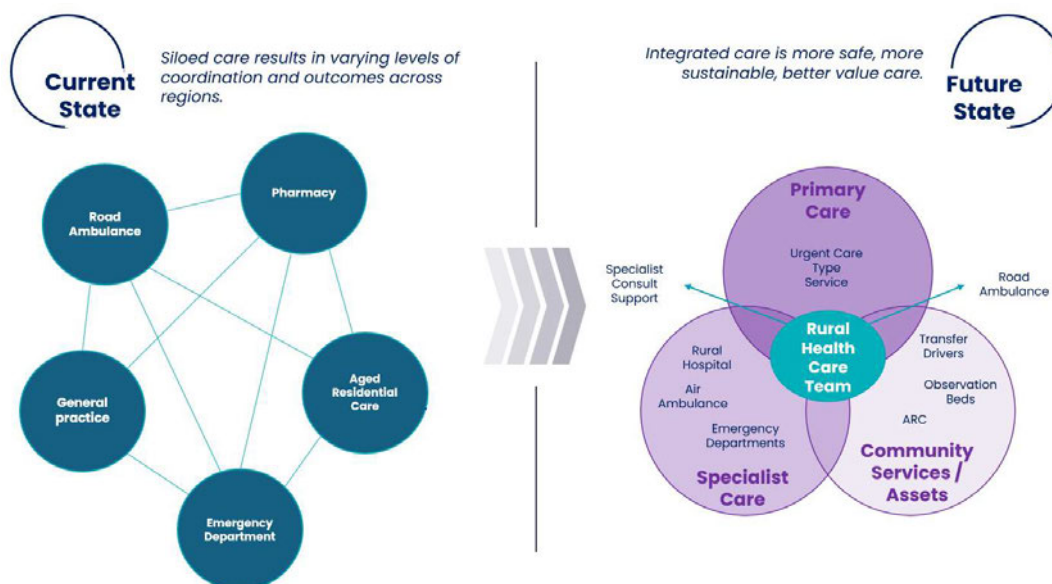 Current
State
Siloed care results in varying levels of
coordination and outcomes across
regions.
Pharmacy
Road
Ambulance
General
practice
Aged
Residential
Care
Emergency
Department
Integrated care is more safe, more
sustainable, better value care.
Future
State
Primary
Care
Urgent Care
Type
Service
Specialist
Consult
Support
Road
Ambulance
Rural
Health
Care
Team
Rural
Hospital
Air
Ambulance
Emergency
Departments
Specialist
Care
Transfer
Drivers
Observation
Beds
ARC
Community
Services /
Assets